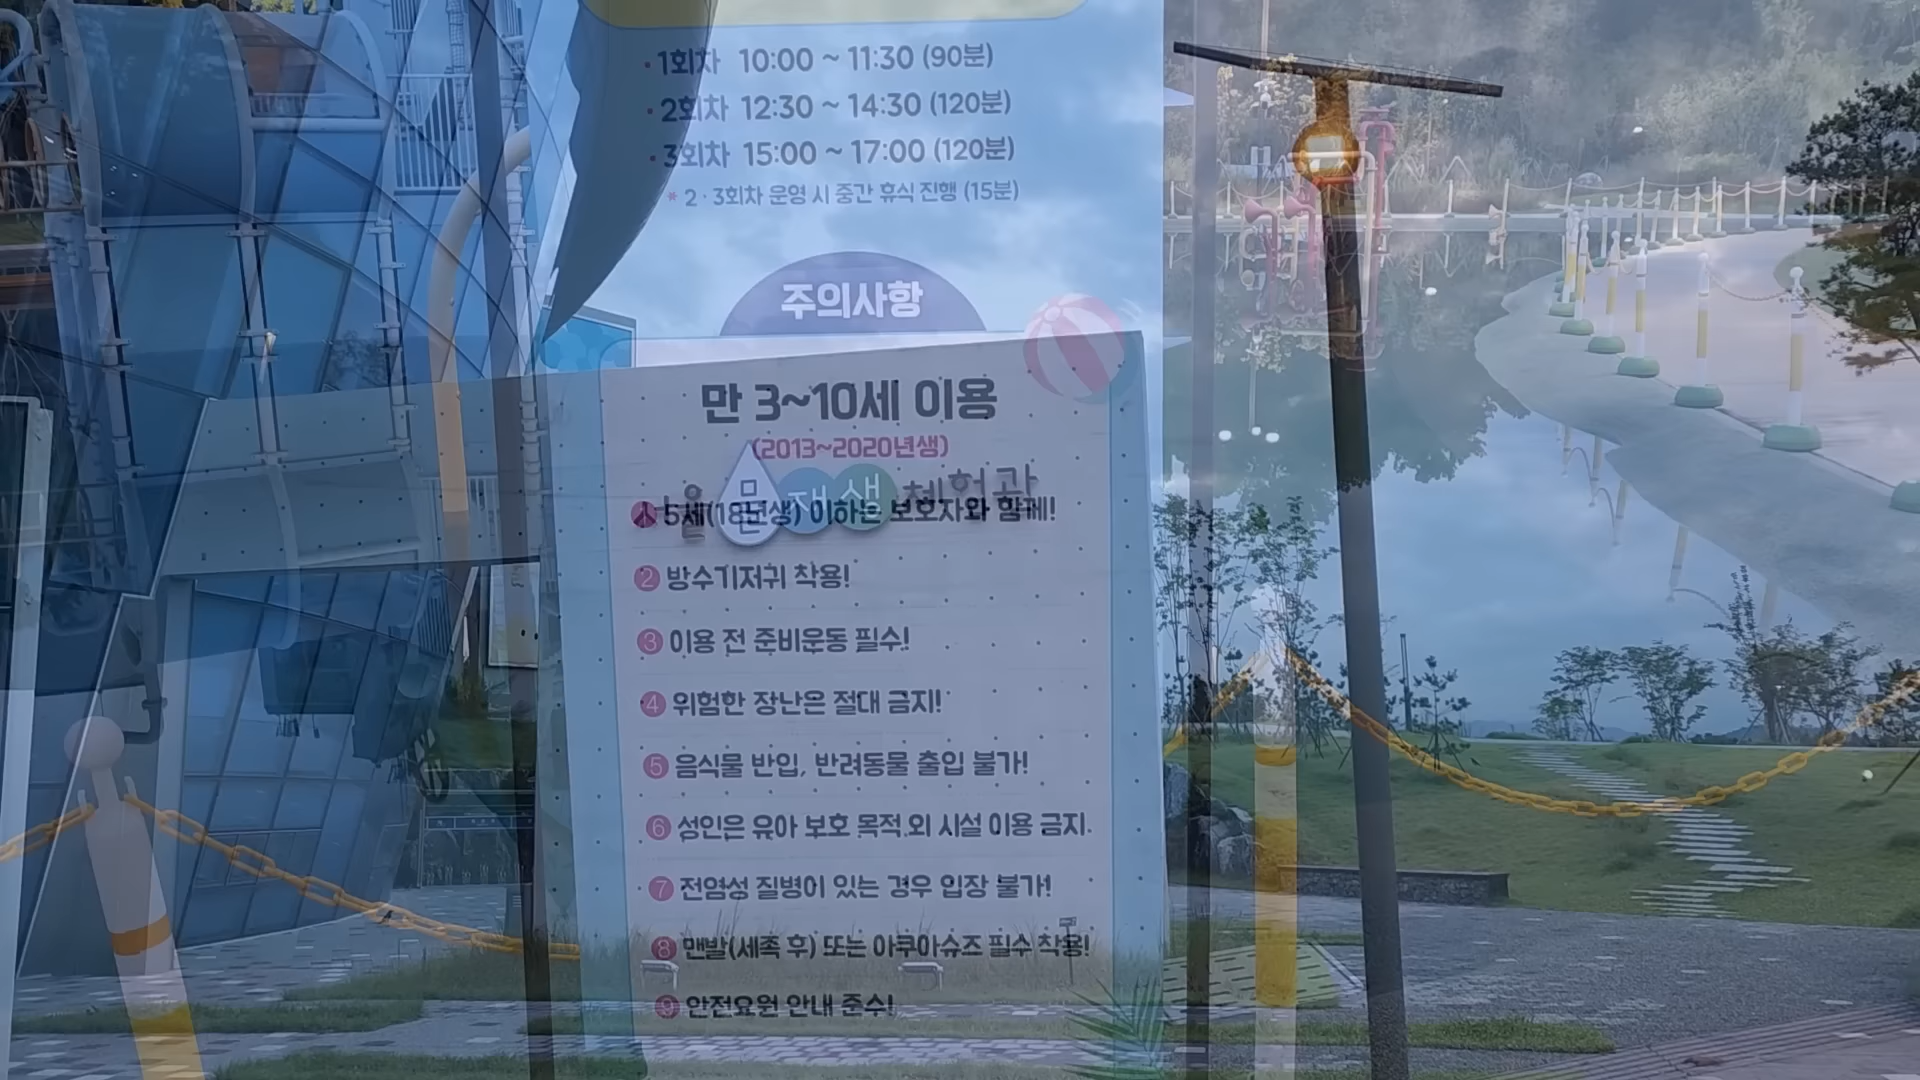 • 1회차 10:00 ~ 11:30 (90분)
• 2회차 12:30 ~ 14:30 (120분)
• 3회차 15:00 ~ 17:00 (120분)
* 2 · 3회차 운영 시 중간 휴식 진행 (15분)
주의사항
만 3~10세 이용
(2013~2020년생)
서울 물재생체험관
1 5세(18년생) 이하는 보호자와 함께!
2 방수기저귀 착용!
3 이용 전 준비운동 필수!
4 위험한 장난은 절대 금지!
5 음식물 반입, 반려동물 출입 불가!
6 성인은 유아 보호 목적 외 시설 이용 금지.
7 전염성 질병이 있는 경우 입장 불가!
8 맨발(세족 후) 또는 아쿠아슈즈 필수 착용!
9 안전요원 안내 준수!